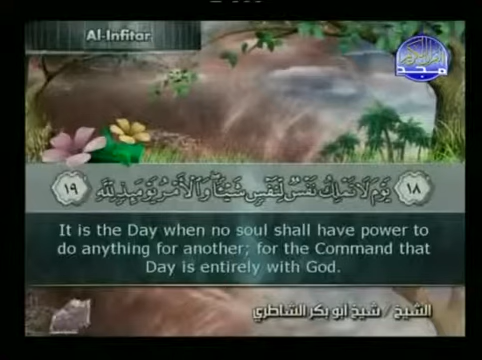 Al-Infitar
مجد
١٨ يَوْمَ لَا تَمْلِكُ نَفْسٌ لِّنَفْسٍ شَيْئًا ۖ وَالْأَمْرُ يَوْمَئِذٍ لِّلَّهِ ١٩
It is the Day when no soul shall have power to
do anything for another; for the Command that
Day is entirely with God.
الشيخ / شيخ أبو بكر الشاطري